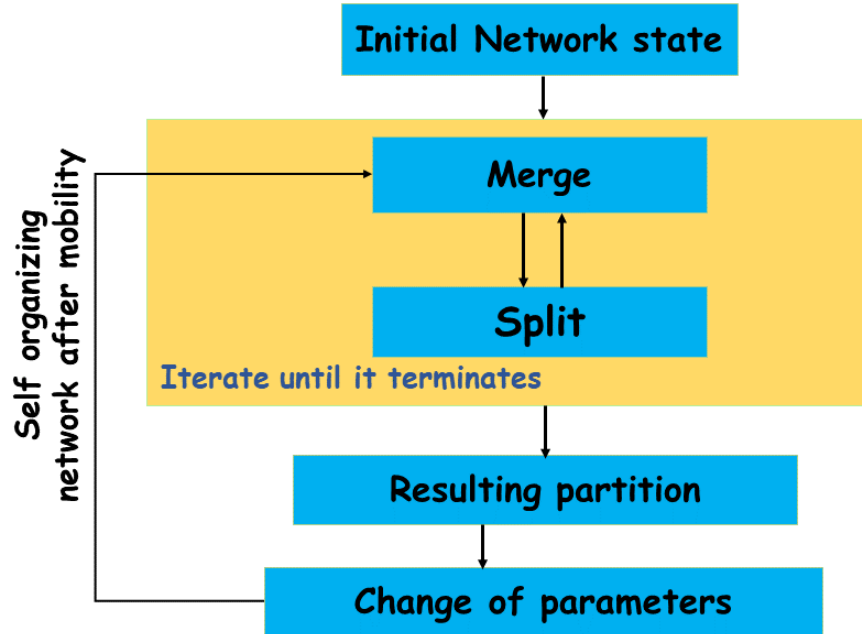 Initial Network state
Merge
Split
Iterate until it terminates
Resulting partition
Change of parameters
Self organizing
network after mobility